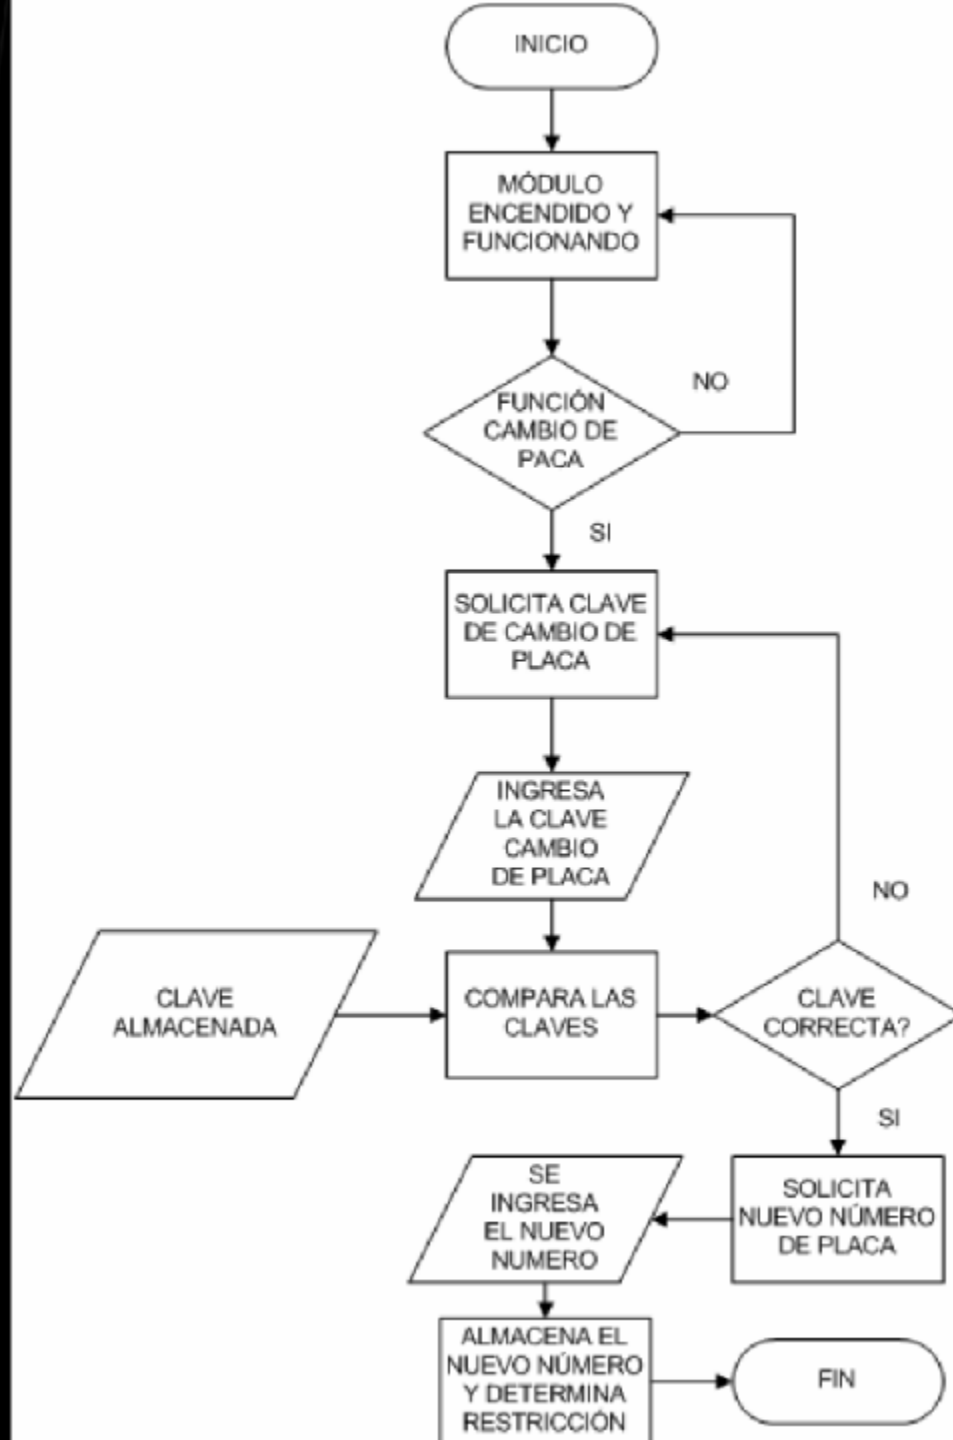 INICIO
MÓDULO
ENCENDIDO Y
FUNCIONANDO
NO
FUNCIÓN
CAMBIO DE
PACA
SI
SOLICITA CLAVE
DE CAMBIO DE
PLACA
INGRESA
LA CLAVE
CAMBIO
DE PLACA
NO
CLAVE
ALMACENADA
COMPARA LAS
CLAVES
CLAVE
CORRECTA?
SI
SE
INGRESA
EL NUEVO
NUMERO
SOLICITA
NUEVO NÚMERO
DE PLACA
ALMACENA EL
NUEVO NÚMERO
Y DETERMINA
RESTRICCIÓN
FIN